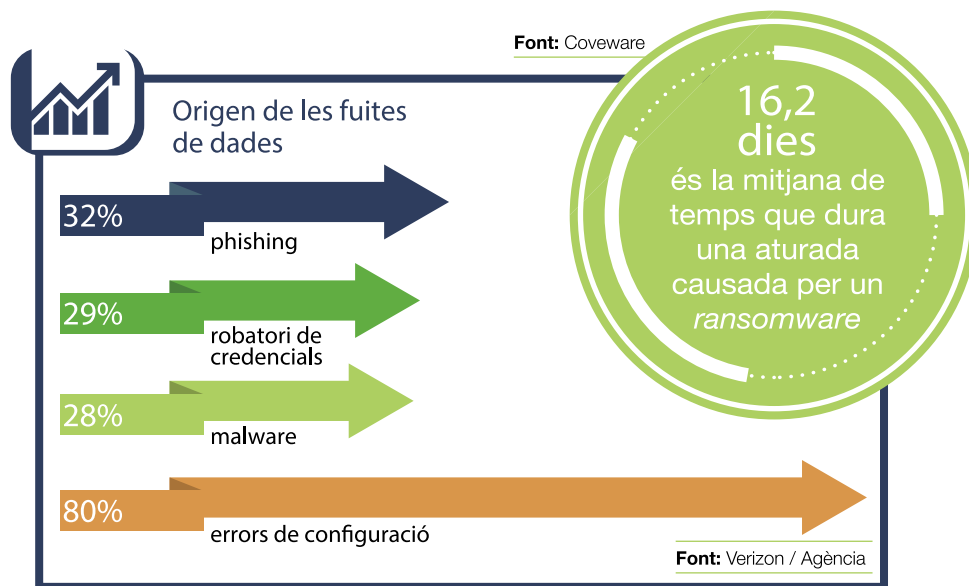 Font: Coveware
16,2
dies
és la mitjana de
temps que dura
una aturada
causada per un
ransomware
Origen de les fuites
de dades
32%
phishing
29%
robatori de
credencials
28%
malware
80%
errors de configuració
Font: Verizon / Agència